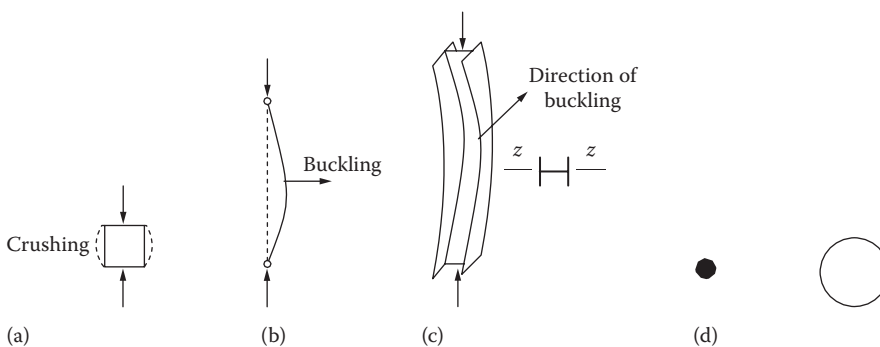 Crushing
(a)
Buckling
(b)
Direction of
buckling
z z
(c)
(d)